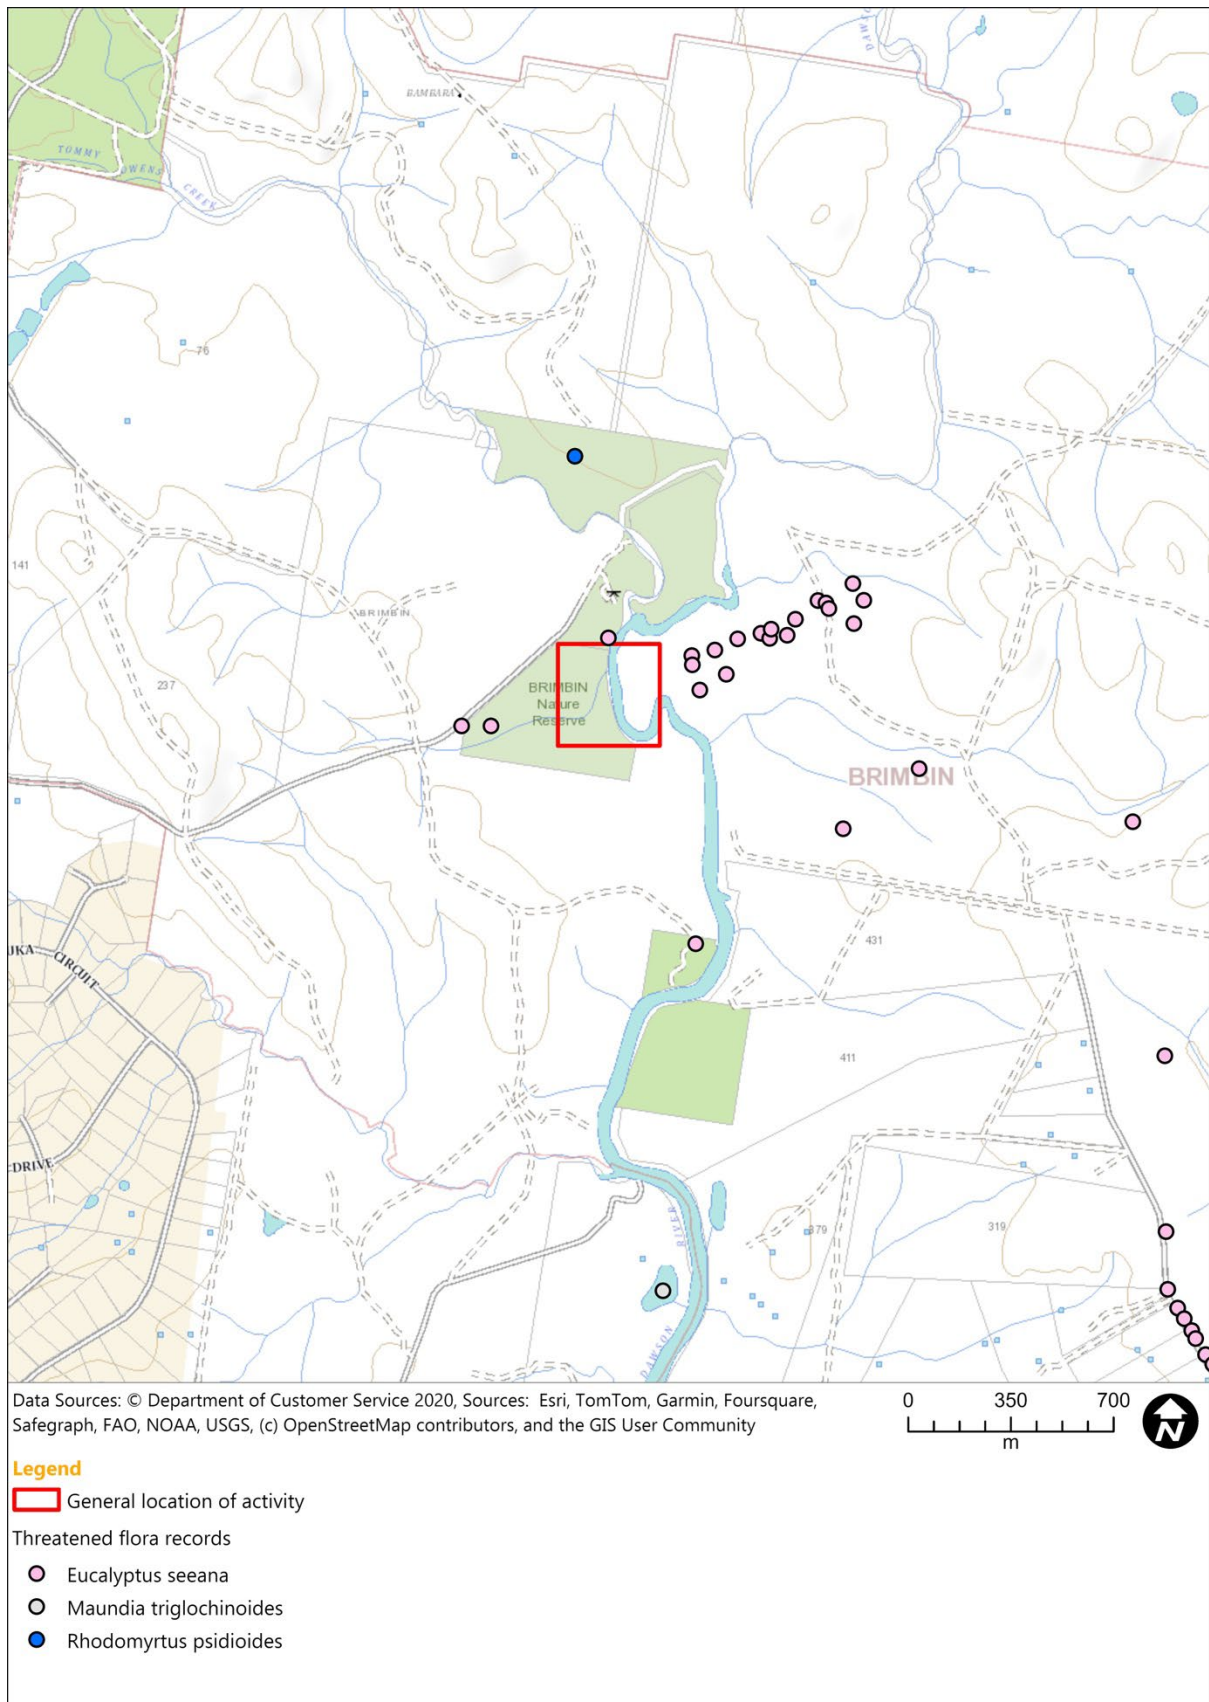 DAWSON
BAMBARA
TOMMY
OWENS
CREEK
76
141
BRIMBIN
237
BRIMBIN
Nature
Reserve
BRIMBIN
431
UKA
CIRCUIT
411
DRIVE
RIVER
379
319
DAWSON
Data Sources: © Department of Customer Service 2020, Sources: Esri, TomTom, Garmin, Foursquare,
Safegraph, FAO, NOAA, USGS, (c) OpenStreetMap contributors, and the GIS User Community
0 350 700
m
N
Legend
General location of activity
Threatened flora records
Eucalyptus seeana
Maundia triglochinoides
Rhodomyrtus psidioides